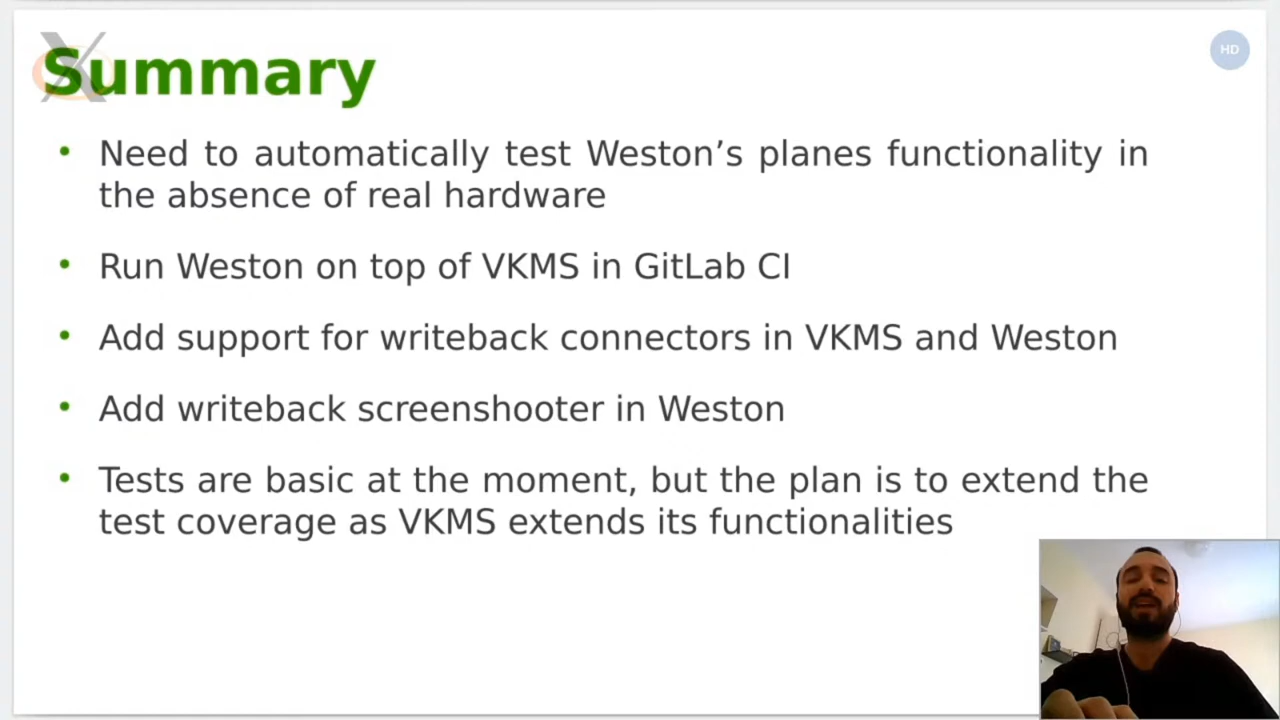 Summary
HD
• Need to automatically test Weston’s planes functionality in
the absence of real hardware
• Run Weston on top of VKMS in GitLab CI
• Add support for writeback connectors in VKMS and Weston
• Add writeback screenshooter in Weston
• Tests are basic at the moment, but the plan is to extend the
test coverage as VKMS extends its functionalities